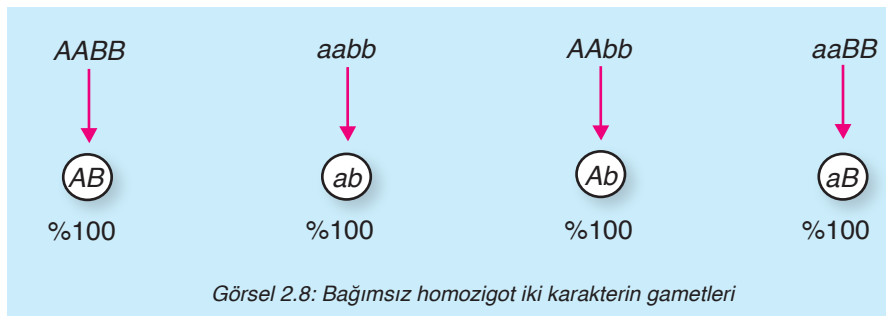 AABB aabb AAbb aaBB
AB ab Ab aB
%100 %100 %100 %100
Görsel 2.8: Bağımsız homozigot iki karakterin gametleri